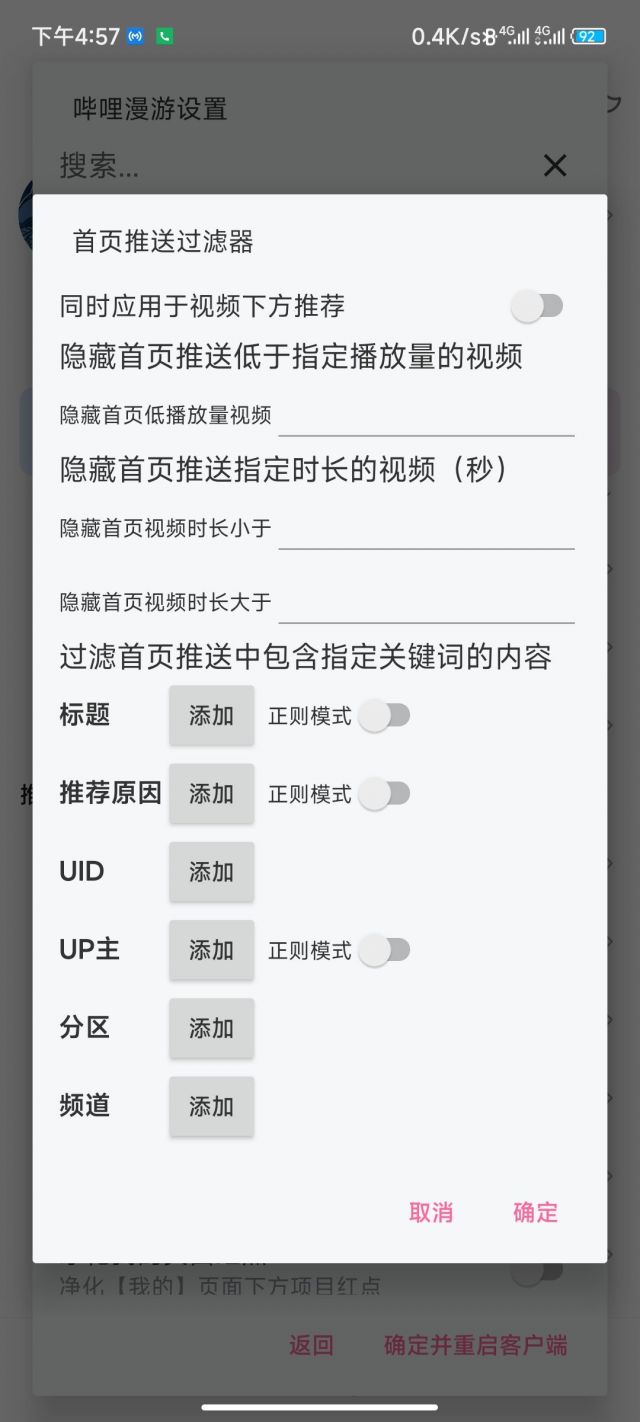 下午4:57
0.4K/s 4G 4G 92
哔哩漫游设置
搜索...
首页推送过滤器
同时应用于视频下方推荐
隐藏首页推送低于指定播放量的视频
隐藏首页低播放量视频
隐藏首页推送指定时长的视频（秒）
隐藏首页视频时长小于
隐藏首页视频时长大于
过滤首页推送中包含指定关键词的内容
标题 添加 正则模式
推荐原因 添加 正则模式
UID 添加
UP主 添加 正则模式
分区 添加
频道 添加
取消 确定
净化【我的】页面下方项目红点
返回 确定并重启客户端